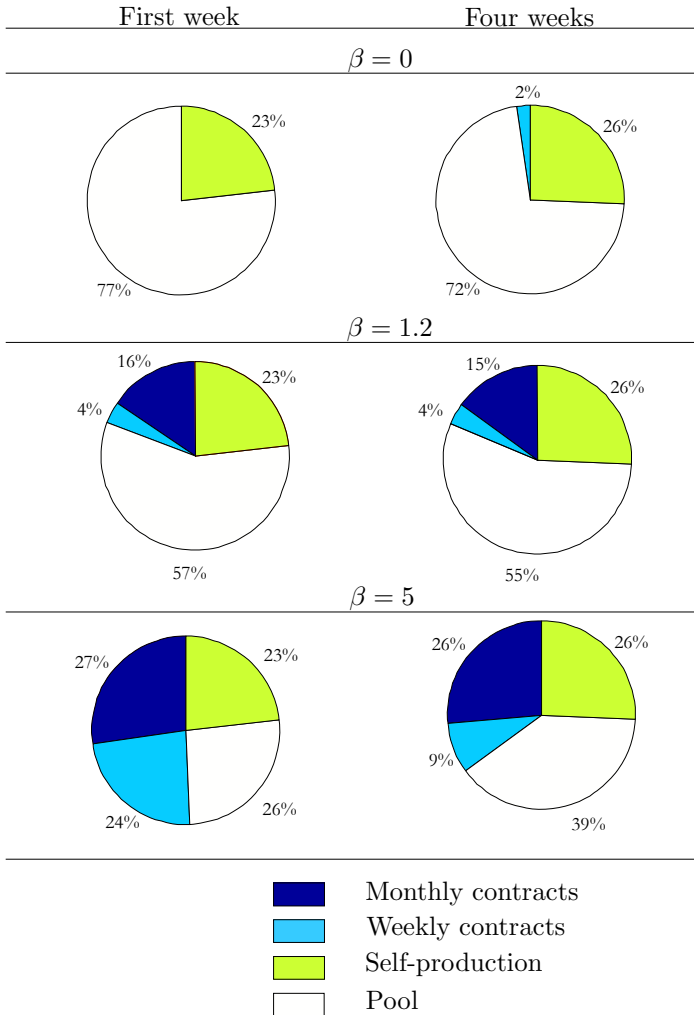 First week Four weeks
β = 0
2%
23% 26%
77% 72%
β = 1.2
16% 23% 15% 26%
4% 4%
57% 55%
β = 5
27% 23% 26% 26%
9%
24% 26% 39%
Monthly contracts
Weekly contracts
Self-production
Pool